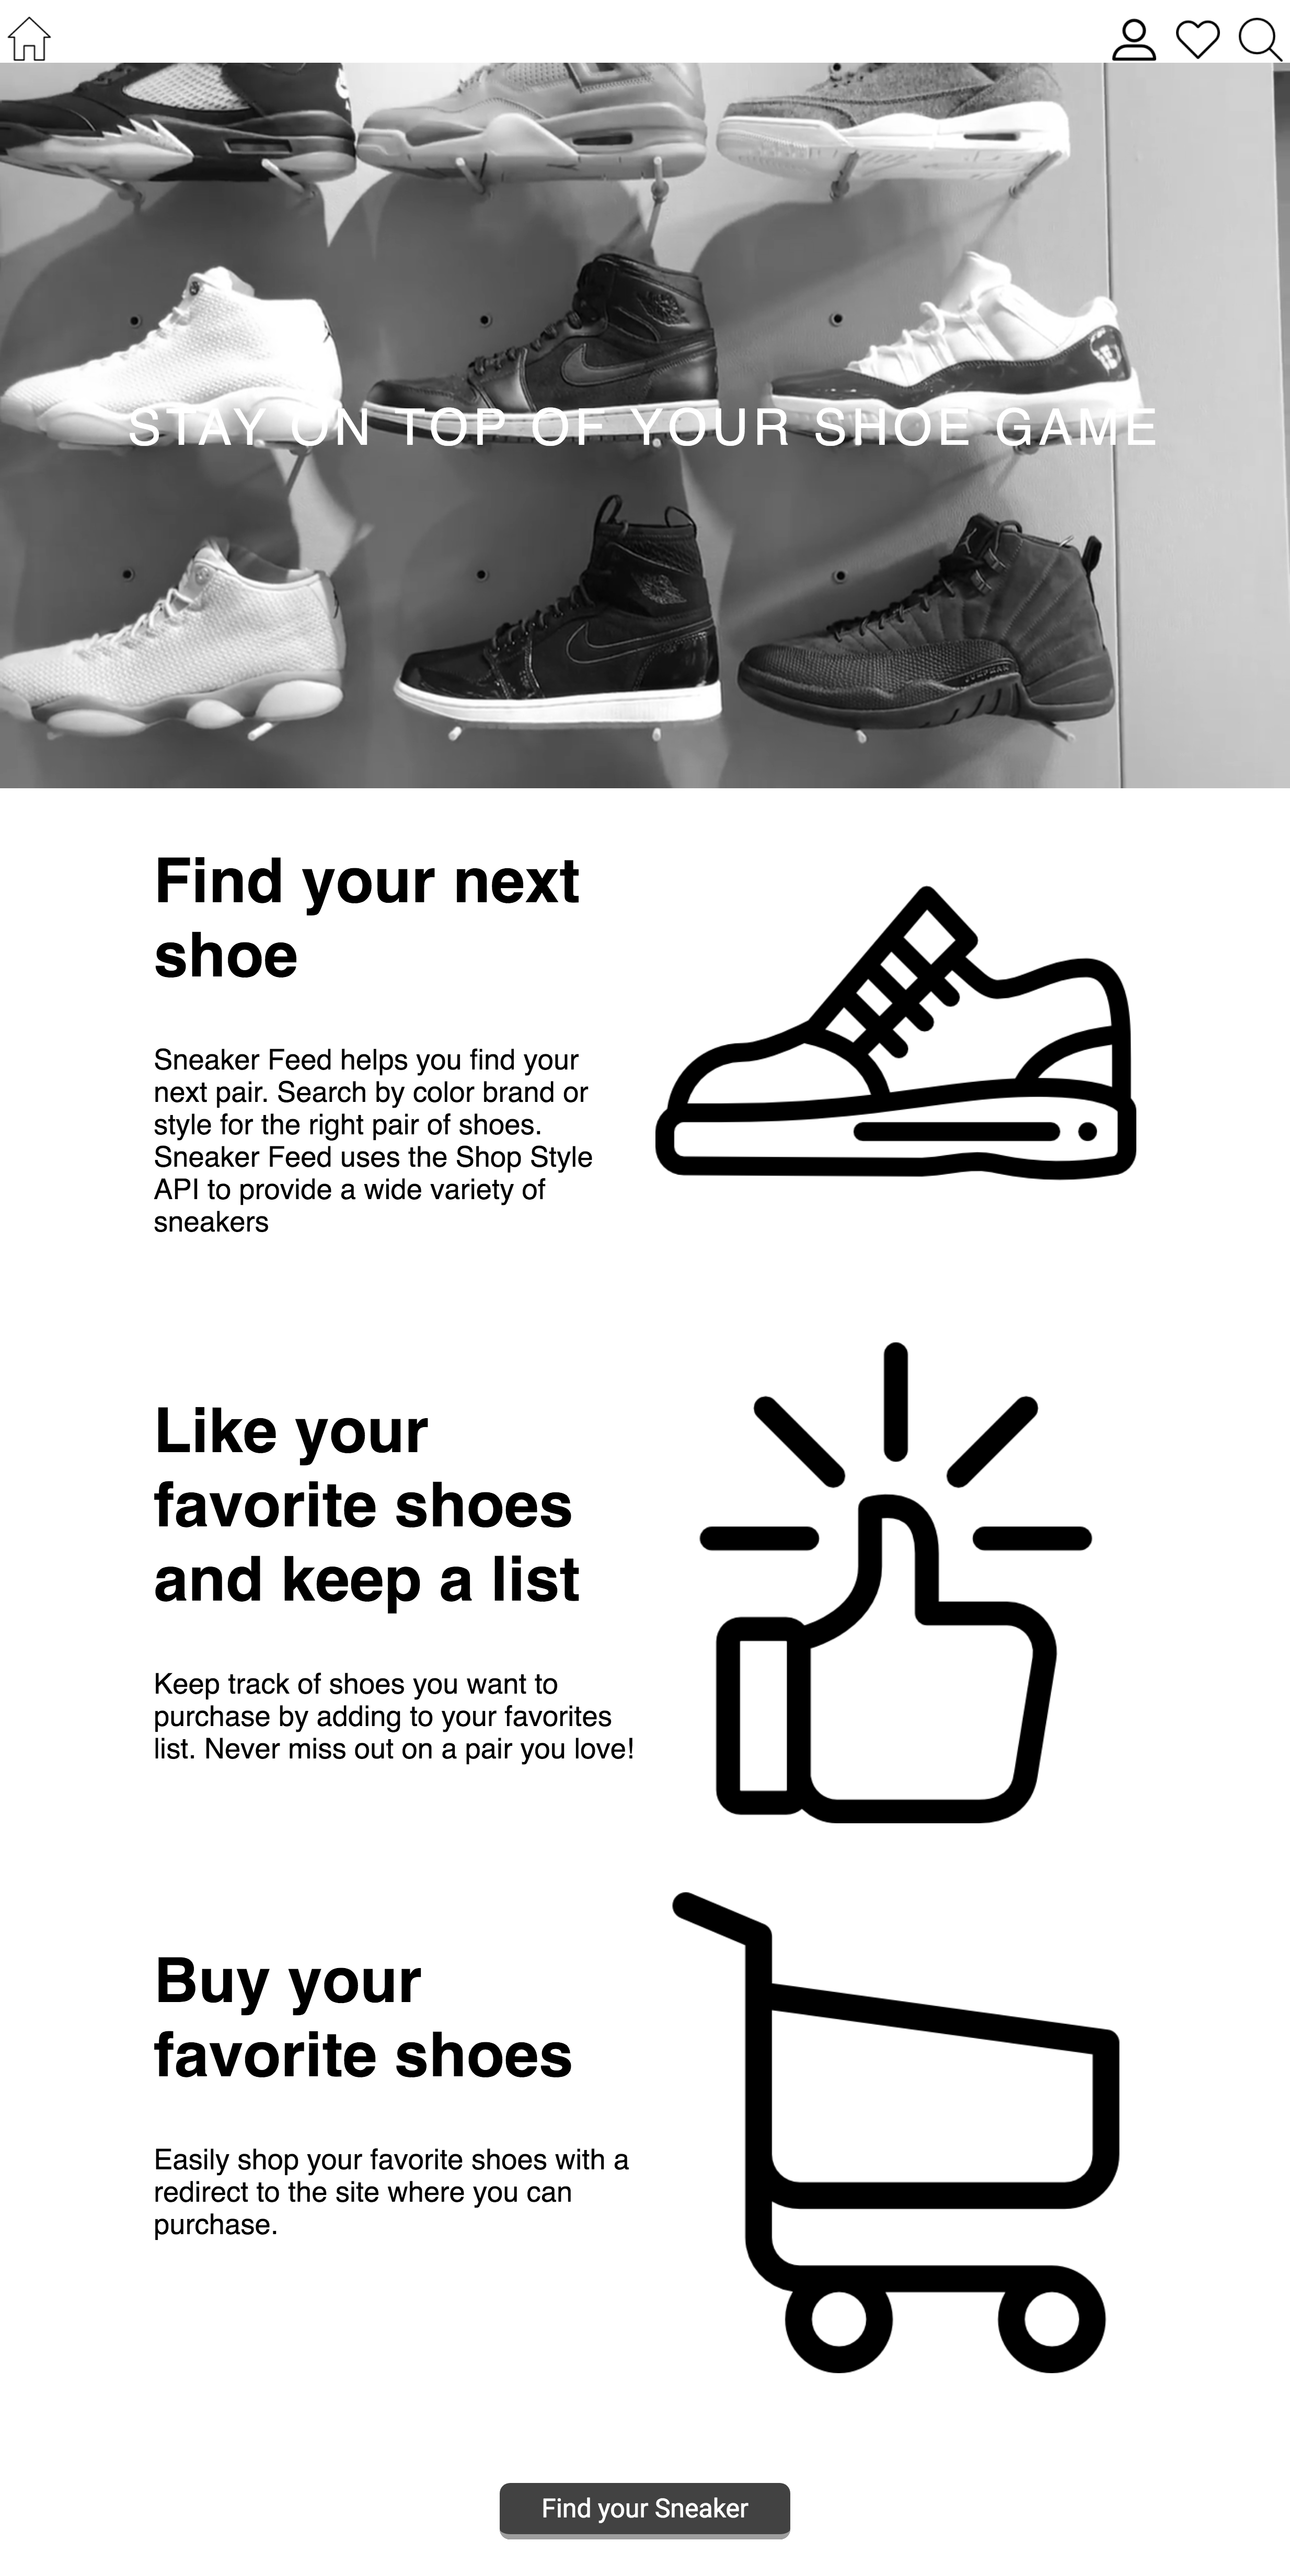 STAY ON TOP OF YOUR SHOE GAME
Find your next
shoe
Sneaker Feed helps you find your
next pair. Search by color brand or
style for the right pair of shoes.
Sneaker Feed uses the Shop Style
API to provide a wide variety of
sneakers
Like your
favorite shoes
and keep a list
Keep track of shoes you want to
purchase by adding to your favorites
list. Never miss out on a pair you love!
Buy your
favorite shoes
Easily shop your favorite shoes with a
redirect to the site where you can
purchase.
Find your Sneaker